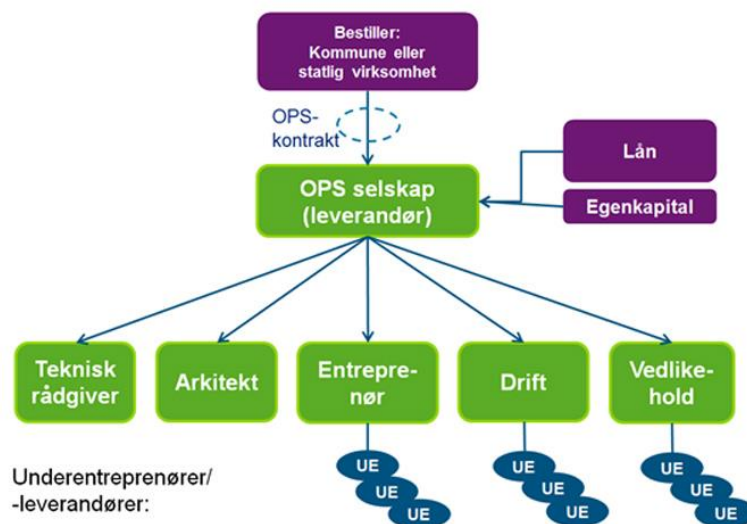 Bestiller:
Kommune eller
statlig virksomhet
OPS-
kontrakt
Lån
OPS selskap
(leverandør)
Egenkapital
Teknisk
rådgiver
Arkitekt
Entrepre-
nør
Drift
Vedlike-
hold
UE
UE
UE
UE
UE
UE
UE
UE
UE
Underentreprenører/
-leverandører: